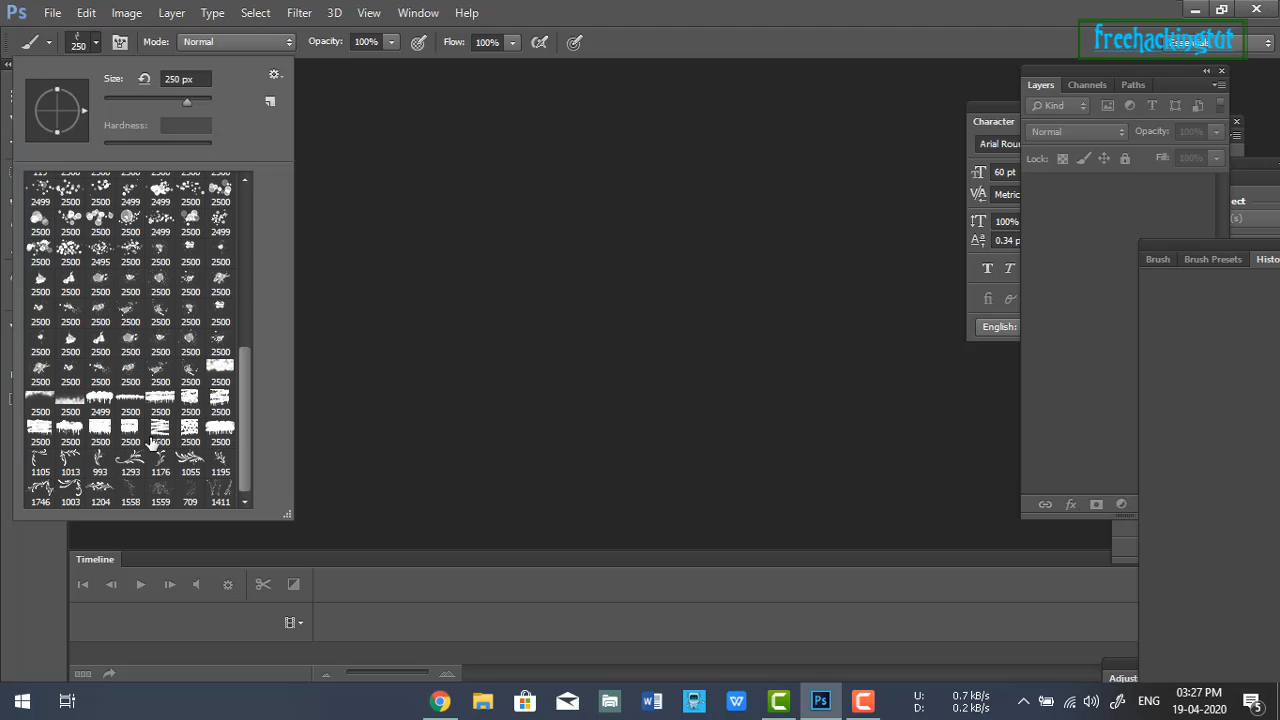 Ps File Edit Image Layer Type Select Filter 3D View Window Help
250 Mode: Normal Opacity: 100% Flow: 100%
freehackingtut
Size: 250 px
Hardness:
2499 2500 2500 2499 2499 2500 2500
2500 2500 2500 2500 2499 2500 2499
2500 2500 2495 2500 2500 2500 2500
2500 2500 2500 2500 2500 2500 2500
2500 2500 2500 2500 2500 2500 2500
2500 2500 2500 2500 2500 2500 2500
2500 2500 2500 2500 2500 2500 2500
2500 2500 2499 2500 2500 2500 2500
2500 2500 2500 2500 2500 2500
1105 1013 993 1293 1176 1055 1195
1746 1003 1204 1558 1559 709 1411
Character
Arial Roun
60 pt
Metric
100%
0.34 p
T T
fi
English:
Layers Channels Paths
Kind
Normal Opacity: 100%
Lock: Fill: 100%
fx
Brush Brush Presets Histo
Timeline
Adjust
U: 0.7 kB/s
D: 0.2 kB/s
ENG
03:27 PM
19-04-2020
5